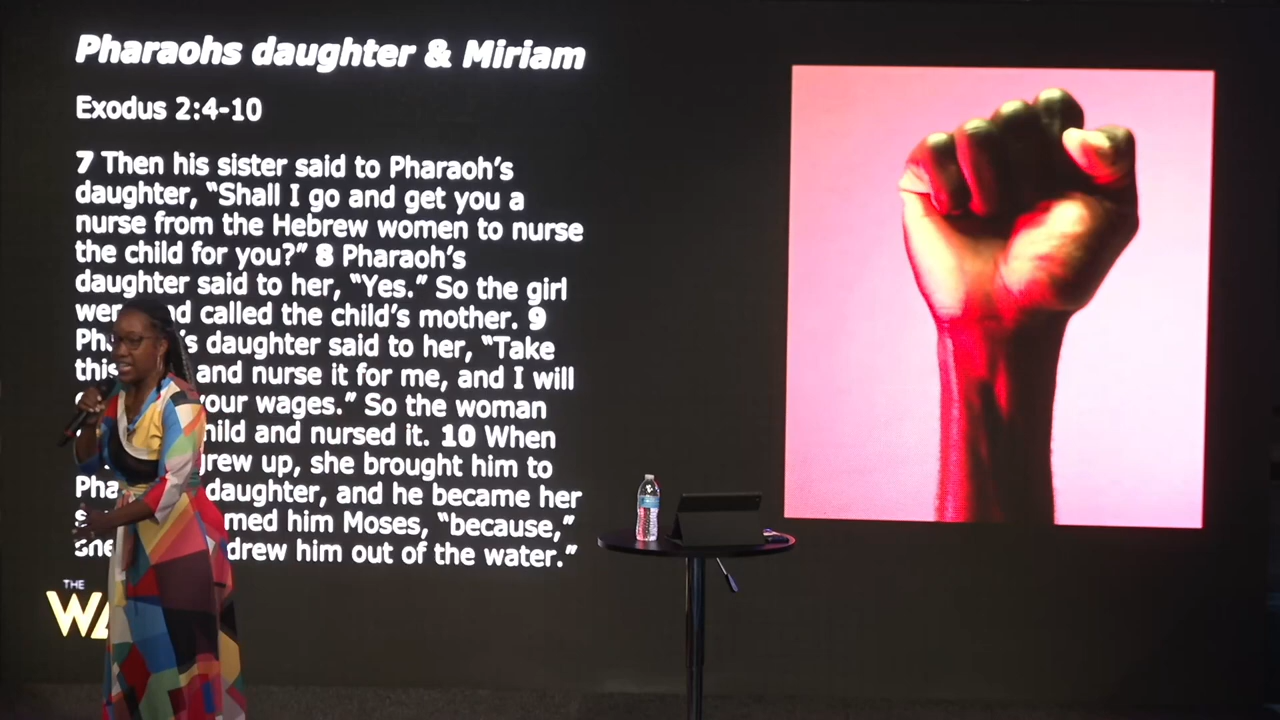 Pharaohs daughter & Miriam
Exodus 2:4-10
7 Then his sister said to Pharaoh’s
daughter, “Shall I go and get you a
nurse from the Hebrew women to nurse
the child for you?” 8 Pharaoh’s
daughter said to her, “Yes.” So the girl
called the child’s mother. 9
daughter said to her, “Take
and nurse it for me, and I will
your wages.” So the woman
and nursed it. 10 When
grew up, she brought him to
daughter, and he became her
him Moses, “because,”
drew him out of the water.”
THE